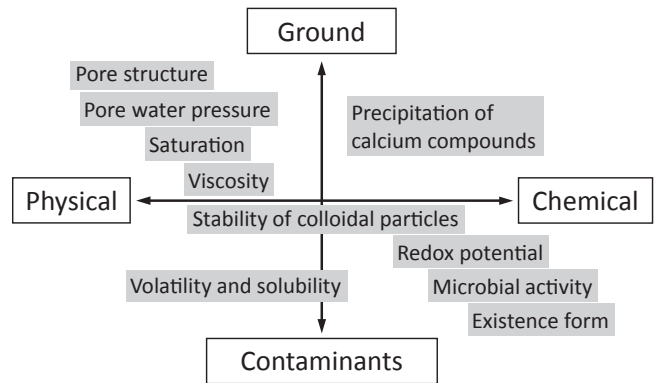 Ground
Pore structure
Pore water pressure
Precipitation of
calcium compounds
Saturation
Viscosity
Physical
Chemical
Stability of colloidal particles
Redox potential
Volatility and solubility
Microbial activity
Existence form
Contaminants